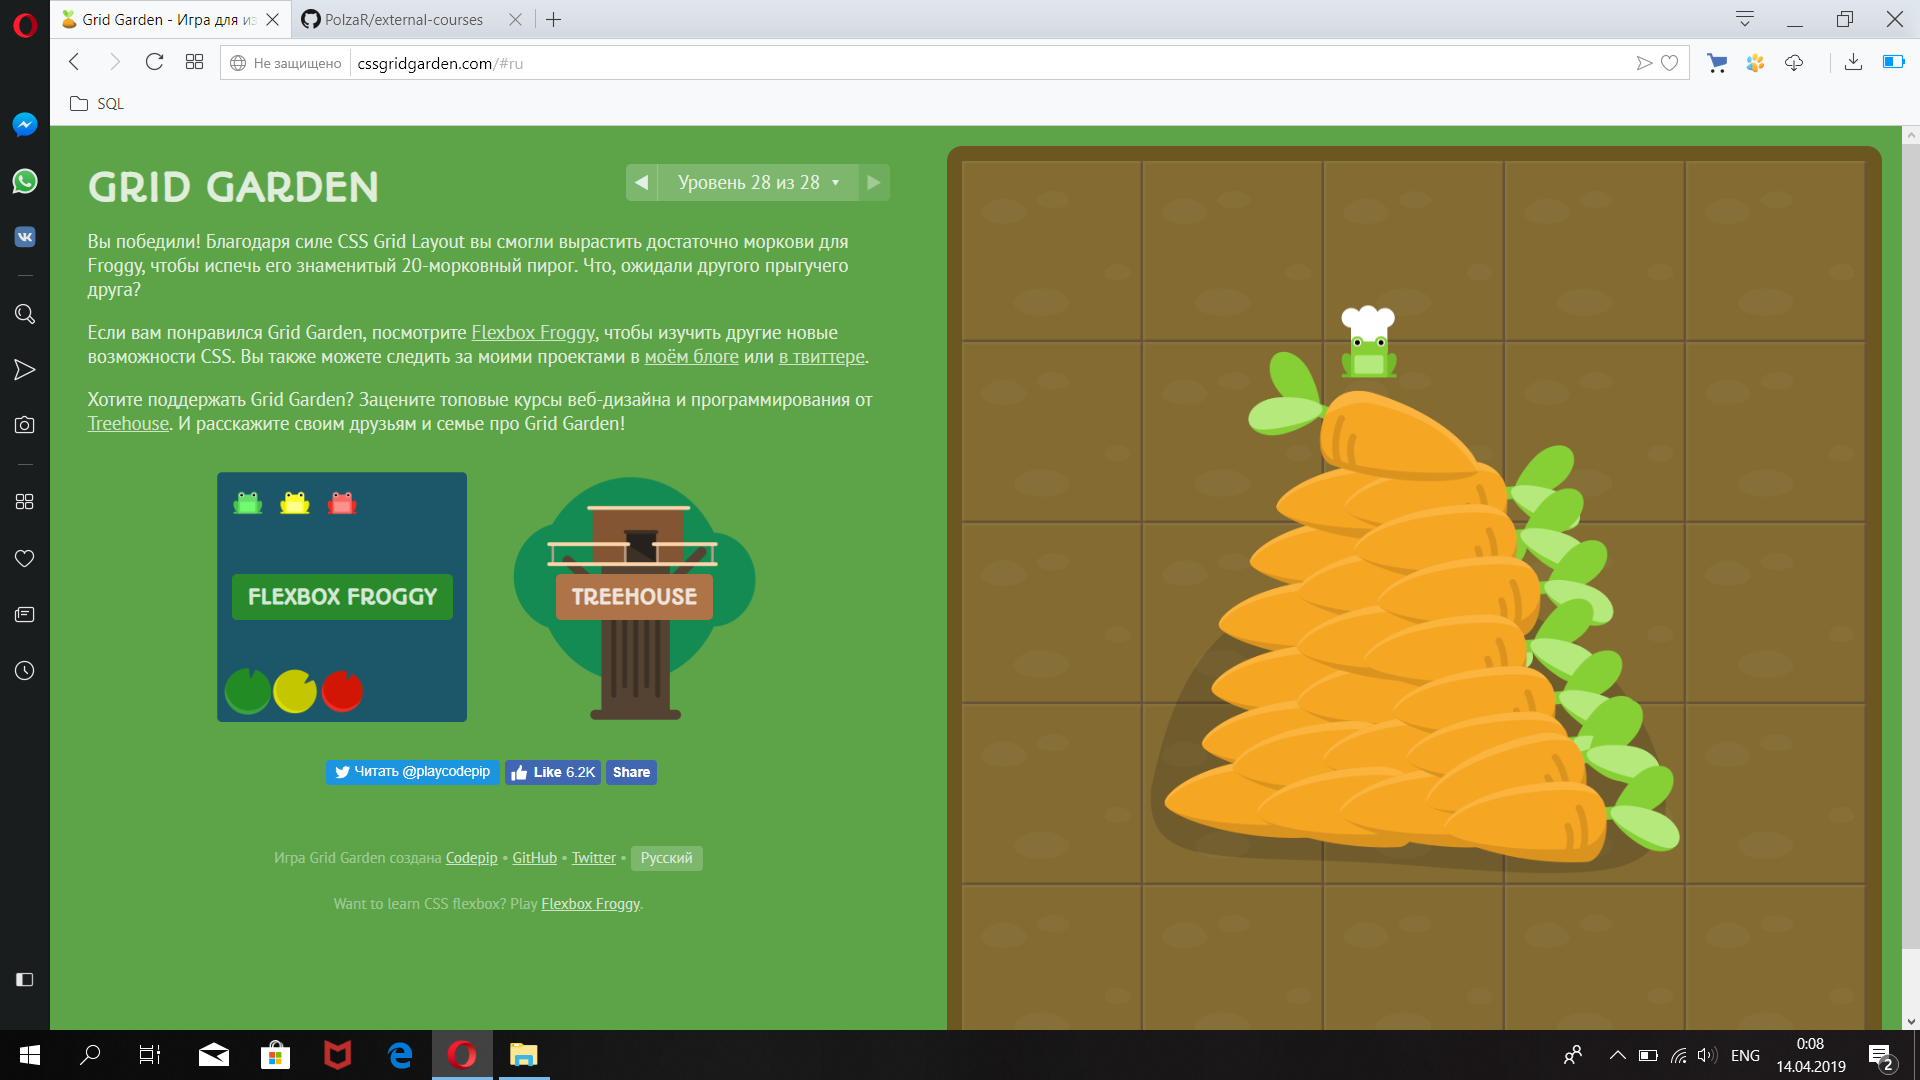 Grid Garden - Игра для из
PolzaR/external-courses
Не защищено
cssgridgarden.com/#ru
SQL
GRID GARDEN
Уровень 28 из 28
Вы победили! Благодаря силе CSS Grid Layout вы смогли вырастить достаточно моркови для
Froggy, чтобы испечь его знаменитый 20-морковный пирог. Что, ожидали другого прыгучего
друга?
Если вам понравился Grid Garden, посмотрите Flexbox Froggy, чтобы изучить другие новые
возможности CSS. Вы также можете следить за моими проектами в моём блоге или в твиттере.
Хотите поддержать Grid Garden? Зацените топовые курсы веб-дизайна и программирования от
Treehouse. И расскажите своим друзьям и семье про Grid Garden!
FLEXBOX FROGGY
TREEHOUSE
Читать @playcodepip
Like 6.2K
Share
Игра Grid Garden создана Codepip • GitHub • Twitter • Русский
Want to learn CSS flexbox? Play Flexbox Froggy.
ENG
0:08
14.04.2019
2